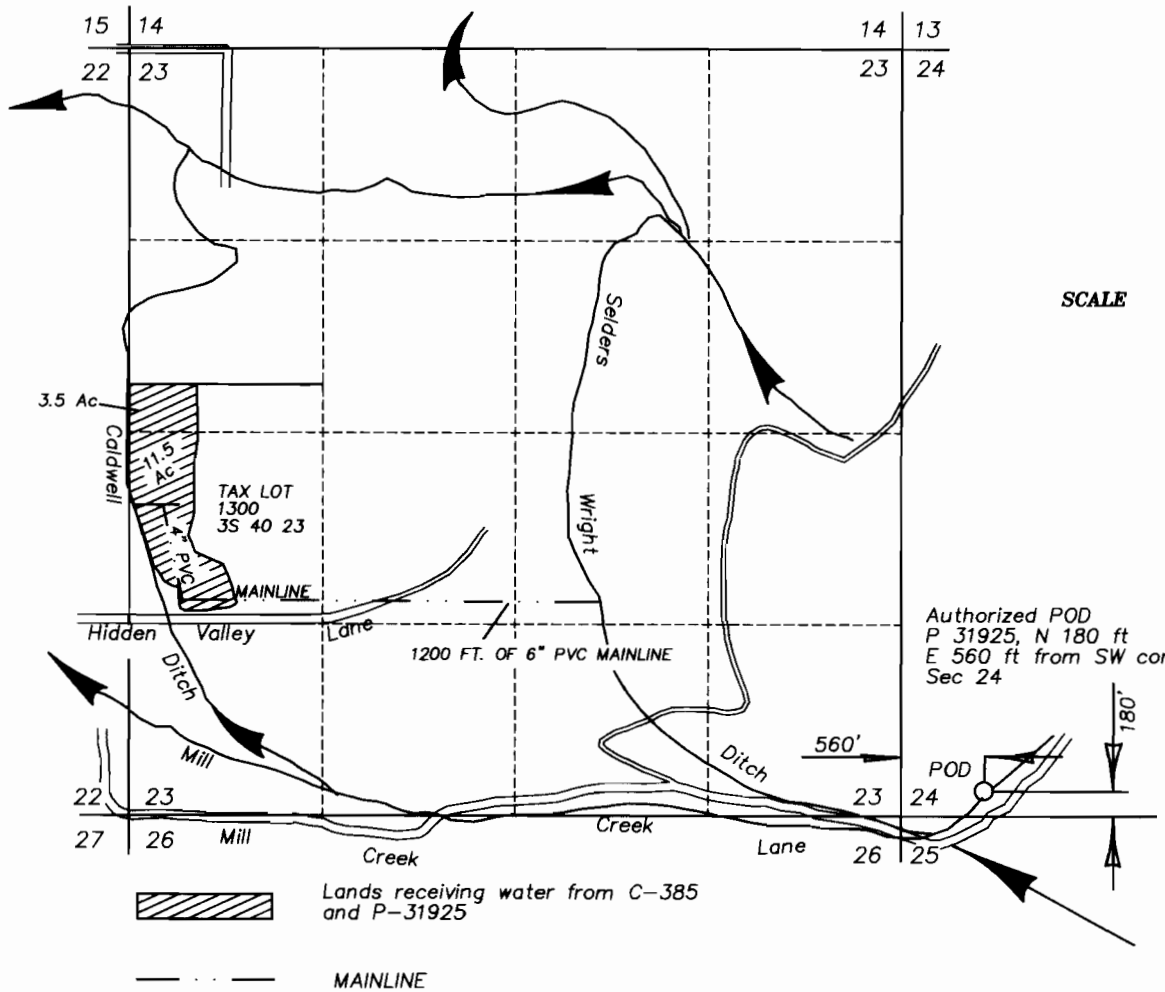 15 14
14 13
22 23
23 24
SCALE
Selders
3.5 Ac
Caldwell
11.5
Ac
TAX LOT
1300
3S 40 23
Wright
4" PVC
MAINLINE
Hidden Valley Lane
1200 FT. OF 6" PVC MAINLINE
Authorized POD
P 31925, N 180 ft
E 560 ft from SW cor
Sec 24
180'
Ditch
Mill
Ditch
560'
POD
22 23
23 24
27 26
Mill Creek
Creek Lane
26 25
Lands receiving water from C-385
and P-31925
MAINLINE